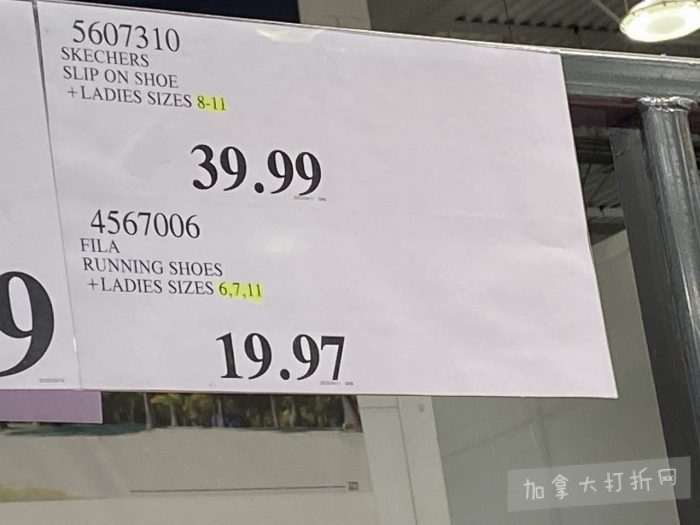 5607310
SKECHERS
SLIP ON SHOE
+LADIES SIZES 8-11
39.99
4567006
FILA
RUNNING SHOES
+LADIES SIZES 6,7,11
19.97
9
加拿大打折网